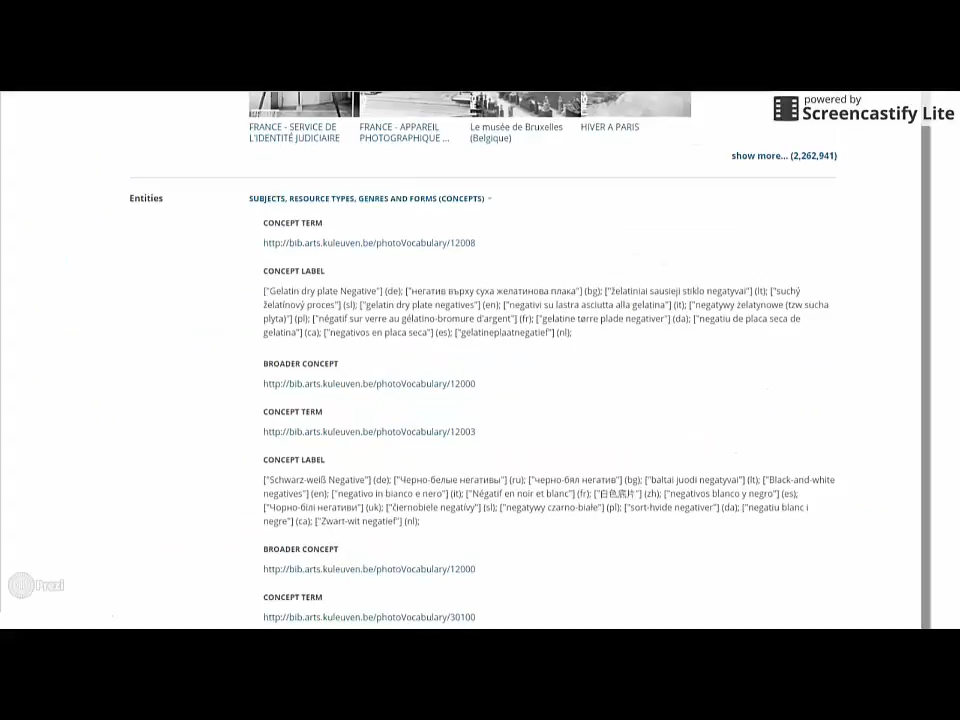 powered by
Screencastify Lite
FRANCE - SERVICE DE
L'IDENTITÉ JUDICIAIRE
FRANCE - APPAREIL
PHOTOGRAPHIQUE ...
Le musée de Bruxelles
(Belgique)
HIVER A PARIS
show more... (2,262,941)
Entities
SUBJECTS, RESOURCE TYPES, GENRES AND FORMS (CONCEPTS)
CONCEPT TERM
http://bib.arts.kuleuven.be/photoVocabulary/12008
CONCEPT LABEL
["Gelatin dry plate Negative"] (de); ["негатив върху суха желатинова плака"] (bg); ["želatiniai sausieji stiklo negatyvai"] (lt); ["suchý
želatínový proces"] (sl); ["gelatin dry plate negatives"] (en); ["negativi su lastra asciutta alla gelatina"] (it); ["negatywy żelatynowe (tzw sucha
plyta)"] (pl); ["négatif sur verre au gélatino-bromure d'argent"] (fr); ["gelatine tørre plade negativer"] (da); ["negatiu de placa seca de
gelatina"] (ca); ["negativos en placa seca"] (es); ["gelatineplaatnegatief"] (nl);
BROADER CONCEPT
http://bib.arts.kuleuven.be/photoVocabulary/12000
CONCEPT TERM
http://bib.arts.kuleuven.be/photoVocabulary/12003
CONCEPT LABEL
["Schwarz-weiß Negative"] (de); ["Черно-белые негативы"] (ru); ["черно-бял негатив"] (bg); ["baltai juodi negatyvai"] (lt); ["Black-and-white
negatives"] (en); ["negativo in bianco e nero"] (it); ["Négatif en noir et blanc"] (fr); ["白色底片"] (zh); ["negativos blanco y negro"] (es);
["Чорно-білі негативи"] (uk); ["čiernobiele negatívy"] (sl); ["negatywy czarno-białe"] (pl); ["sort-hvide negativer"] (da); ["negatiu blanc i
negre"] (ca); ["Zwart-wit negatief"] (nl);
BROADER CONCEPT
http://bib.arts.kuleuven.be/photoVocabulary/12000
CONCEPT TERM
http://bib.arts.kuleuven.be/photoVocabulary/30100
Prezi